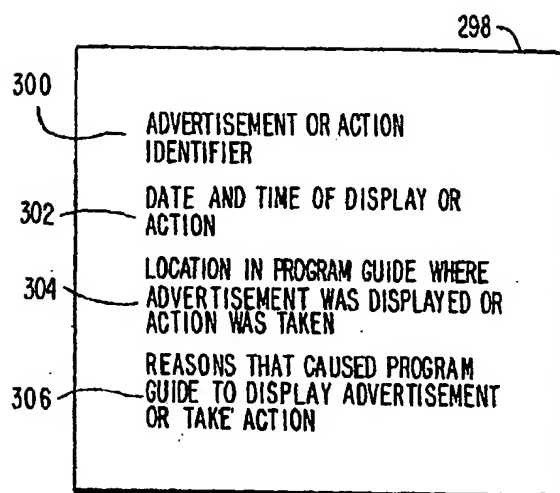 298
300
ADVERTISEMENT OR ACTION
IDENTIFIER
302
DATE AND TIME OF DISPLAY OR
ACTION
304
LOCATION IN PROGRAM GUIDE WHERE
ADVERTISEMENT WAS DISPLAYED OR
ACTION WAS TAKEN
306
REASONS THAT CAUSED PROGRAM
GUIDE TO DISPLAY ADVERTISEMENT
OR TAKE ACTION